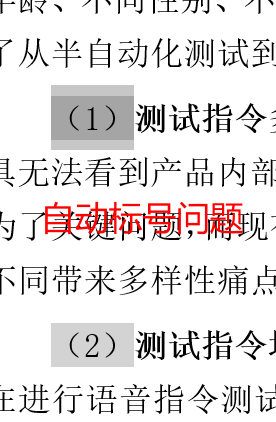 年龄、不同性别、不
了从半自动化测试到
（1）测试指令多
具无法看到产品内部
自动标号问题
为了关键问题，而现有
不同带来多样性痛点
（2）测试指令
在进行语音指令测试